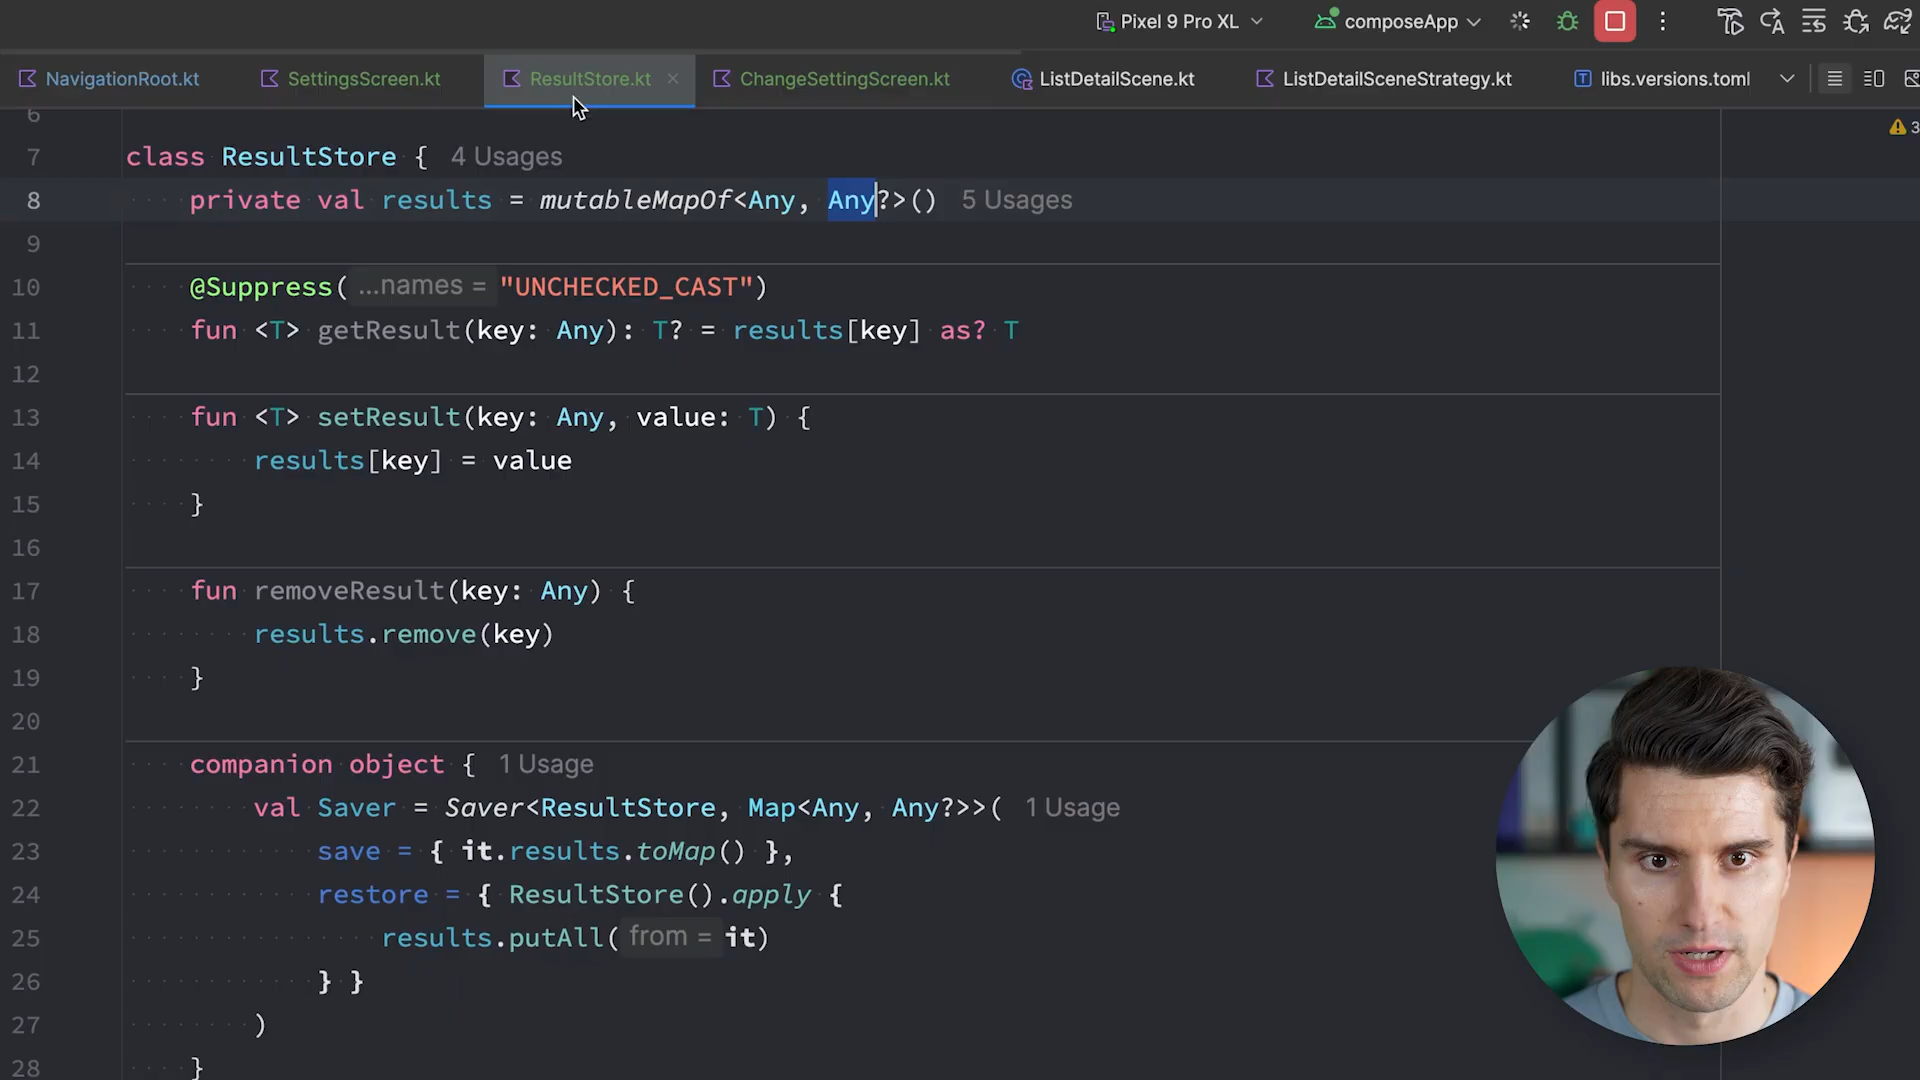 Pixel 9 Pro XL
composeApp
NavigationRoot.kt
SettingsScreen.kt
ResultStore.kt
ChangeSettingScreen.kt
ListDetailScene.kt
ListDetailSceneStrategy.kt
libs.versions.toml
6
3
7 class ResultStore { 4 Usages
8 private val results = mutableMapOf<Any, Any?>() 5 Usages
9
10 @Suppress( ...names = "UNCHECKED_CAST")
11 fun <T> getResult(key: Any): T? = results[key] as? T
12
13 fun <T> setResult(key: Any, value: T) {
14 results[key] = value
15 }
16
17 fun removeResult(key: Any) {
18 results.remove(key)
19 }
20
21 companion object { 1 Usage
22 val Saver = Saver<ResultStore, Map<Any, Any?>>( 1 Usage
23 save = { it.results.toMap() },
24 restore = { ResultStore().apply {
25 results.putAll( from = it)
26 } }
27 )
28 }